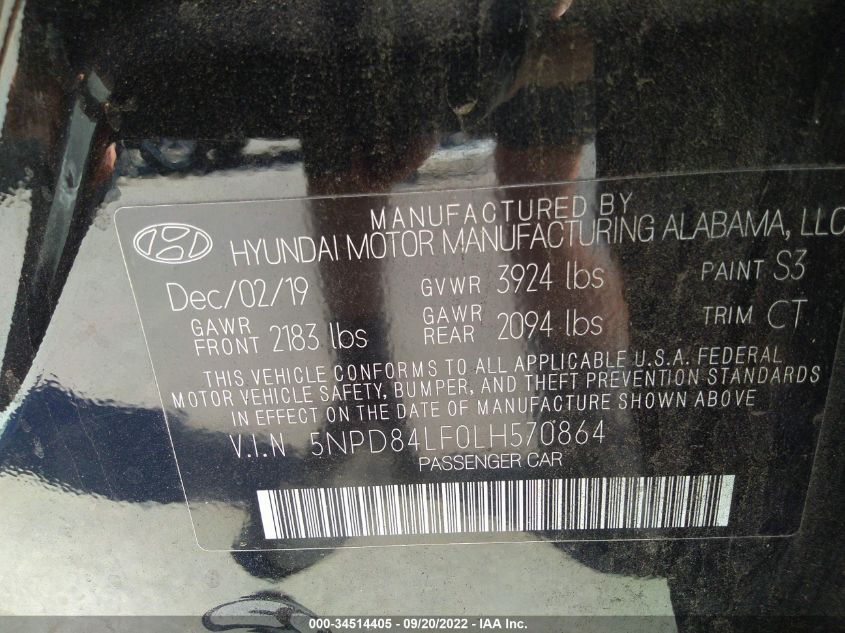 MANUFACTURED BY
HYUNDAI MOTOR MANUFACTURING ALABAMA, LLC
Dec/02/19 GVWR 3924 lbs PAINT S3
GAWR FRONT 2183 lbs GAWR REAR 2094 lbs TRIM CT
THIS VEHICLE CONFORMS TO ALL APPLICABLE U.S.A. FEDERAL
MOTOR VEHICLE SAFETY, BUMPER, AND THEFT PREVENTION STANDARDS
IN EFFECT ON THE DATE OF MANUFACTURE SHOWN ABOVE
V.I.N 5NPD84LF0LH570864
PASSENGER CAR
000-34514405 - 09/20/2022 - IAA Inc.